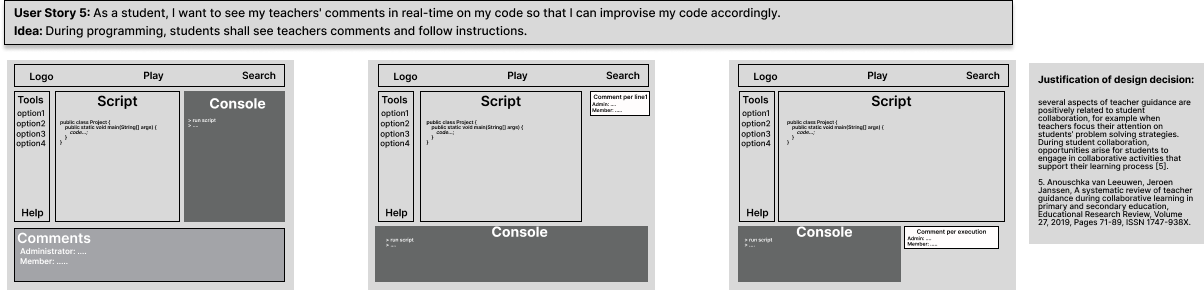 User Story 5: As a student, I want to see my teachers' comments in real-time on my code so that I can improvise my code accordingly.
Idea: During programming, students shall see teachers comments and follow instructions.
Logo Play Search
Tools
option1
option2
option3
option4
Help
Script
public class Project {
public static void main(String[] args) {
code...;
}
}
Console
> run script
> ....
Comments
Administrator: ....
Member: .....
Logo Play Search
Tools
option1
option2
option3
option4
Help
Script
public class Project {
public static void main(String[] args) {
code...;
}
}
Comment per line1
Admin: ....
Member: .....
Console
> run script
> ....
Logo Play Search
Tools
option1
option2
option3
option4
Help
Script
public class Project {
public static void main(String[] args) {
code...;
}
}
Console
> run script
> ....
Comment per execution
Admin: ....
Member: .....
Justification of design decision:
several aspects of teacher guidance are
positively related to student
collaboration, for example when
teachers focus their attention on
students' problem solving strategies.
During student collaboration,
opportunities arise for students to
engage in collaborative activities that
support their learning process [5].
5. Anouschka van Leeuwen, Jeroen
Janssen, A systematic review of teacher
guidance during collaborative learning in
primary and secondary education,
Educational Research Review, Volume
27, 2019, Pages 71-89, ISSN 1747-938X.